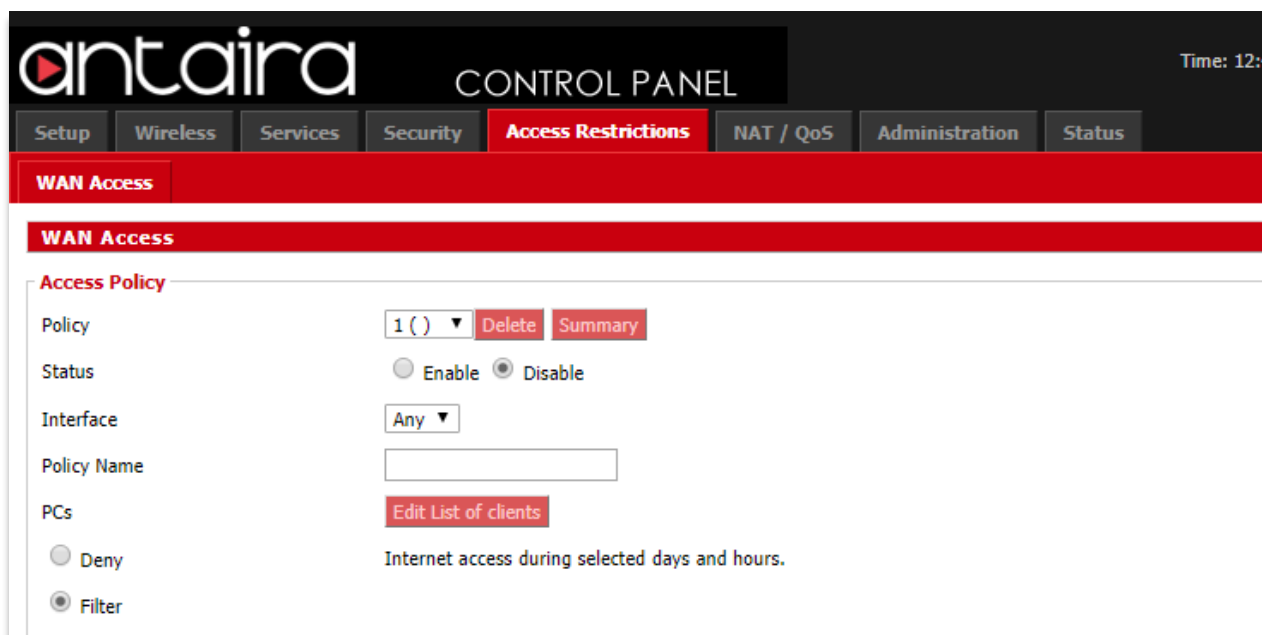 antaira CONTROL PANEL
Time: 12:
Setup Wireless Services Security Access Restrictions NAT / QoS Administration Status
WAN Access
WAN Access
Access Policy
Policy 1 ( ) Delete Summary
Status Enable Disable
Interface Any
Policy Name
PCs Edit List of clients
Deny Internet access during selected days and hours.
Filter